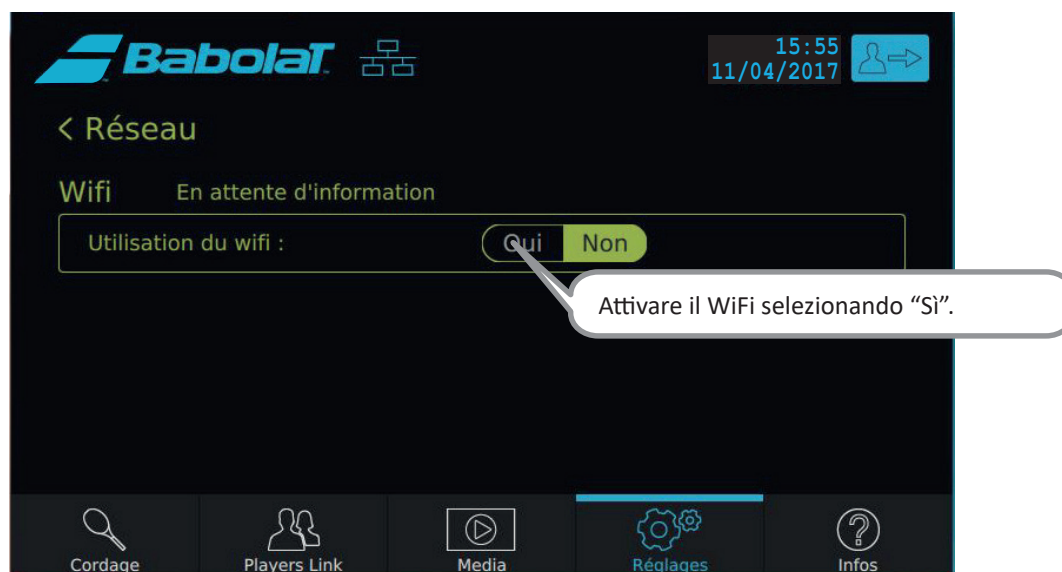 BabolaT
15:55
11/04/2017
< Réseau
Wifi En attente d'information
Utilisation du wifi : Oui Non
Attivare il WiFi selezionando “Sì”.
Cordage Players Link Media Réglages Infos